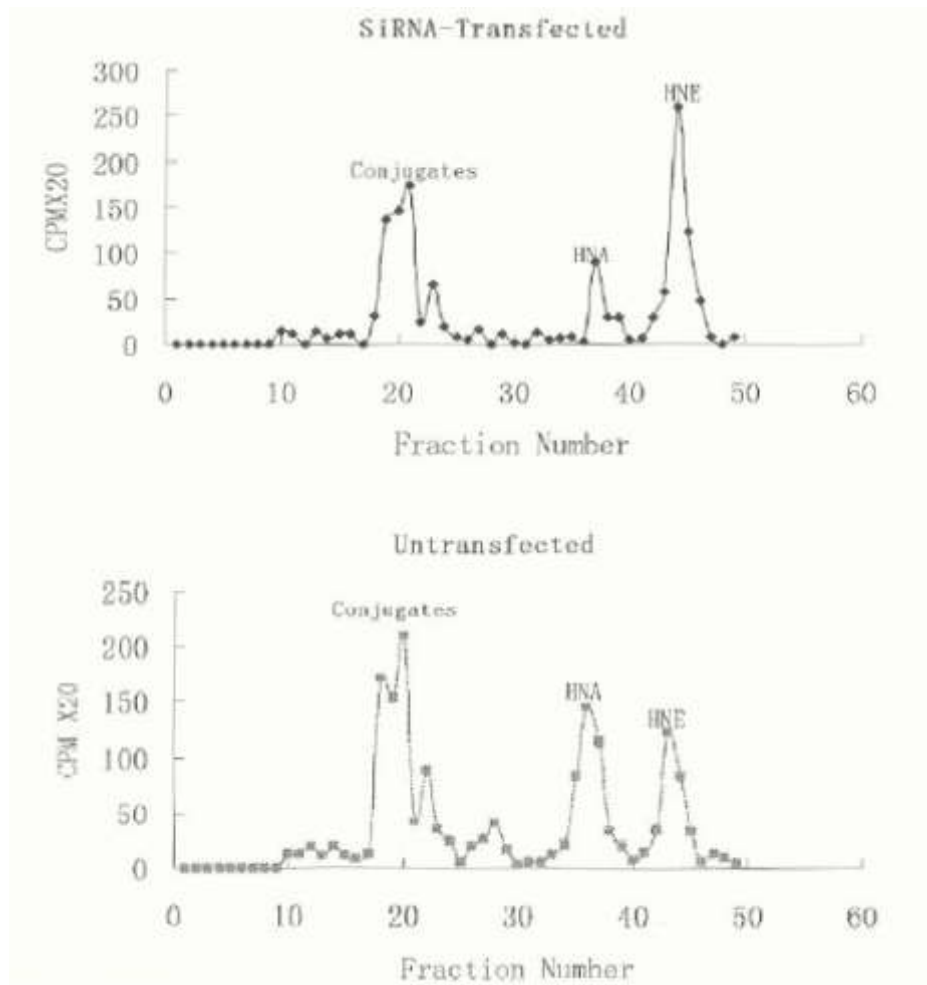 SiRNA-Transfected
300
250
200
150
100
50
0
CPMX20
Conjugates
HNA
HNE
0 10 20 30 40 50 60
Fraction Number
Untransfected
250
200
150
100
50
0
CPM X20
Conjugates
HNA
HNE
0 10 20 30 40 50 60
Fraction Number